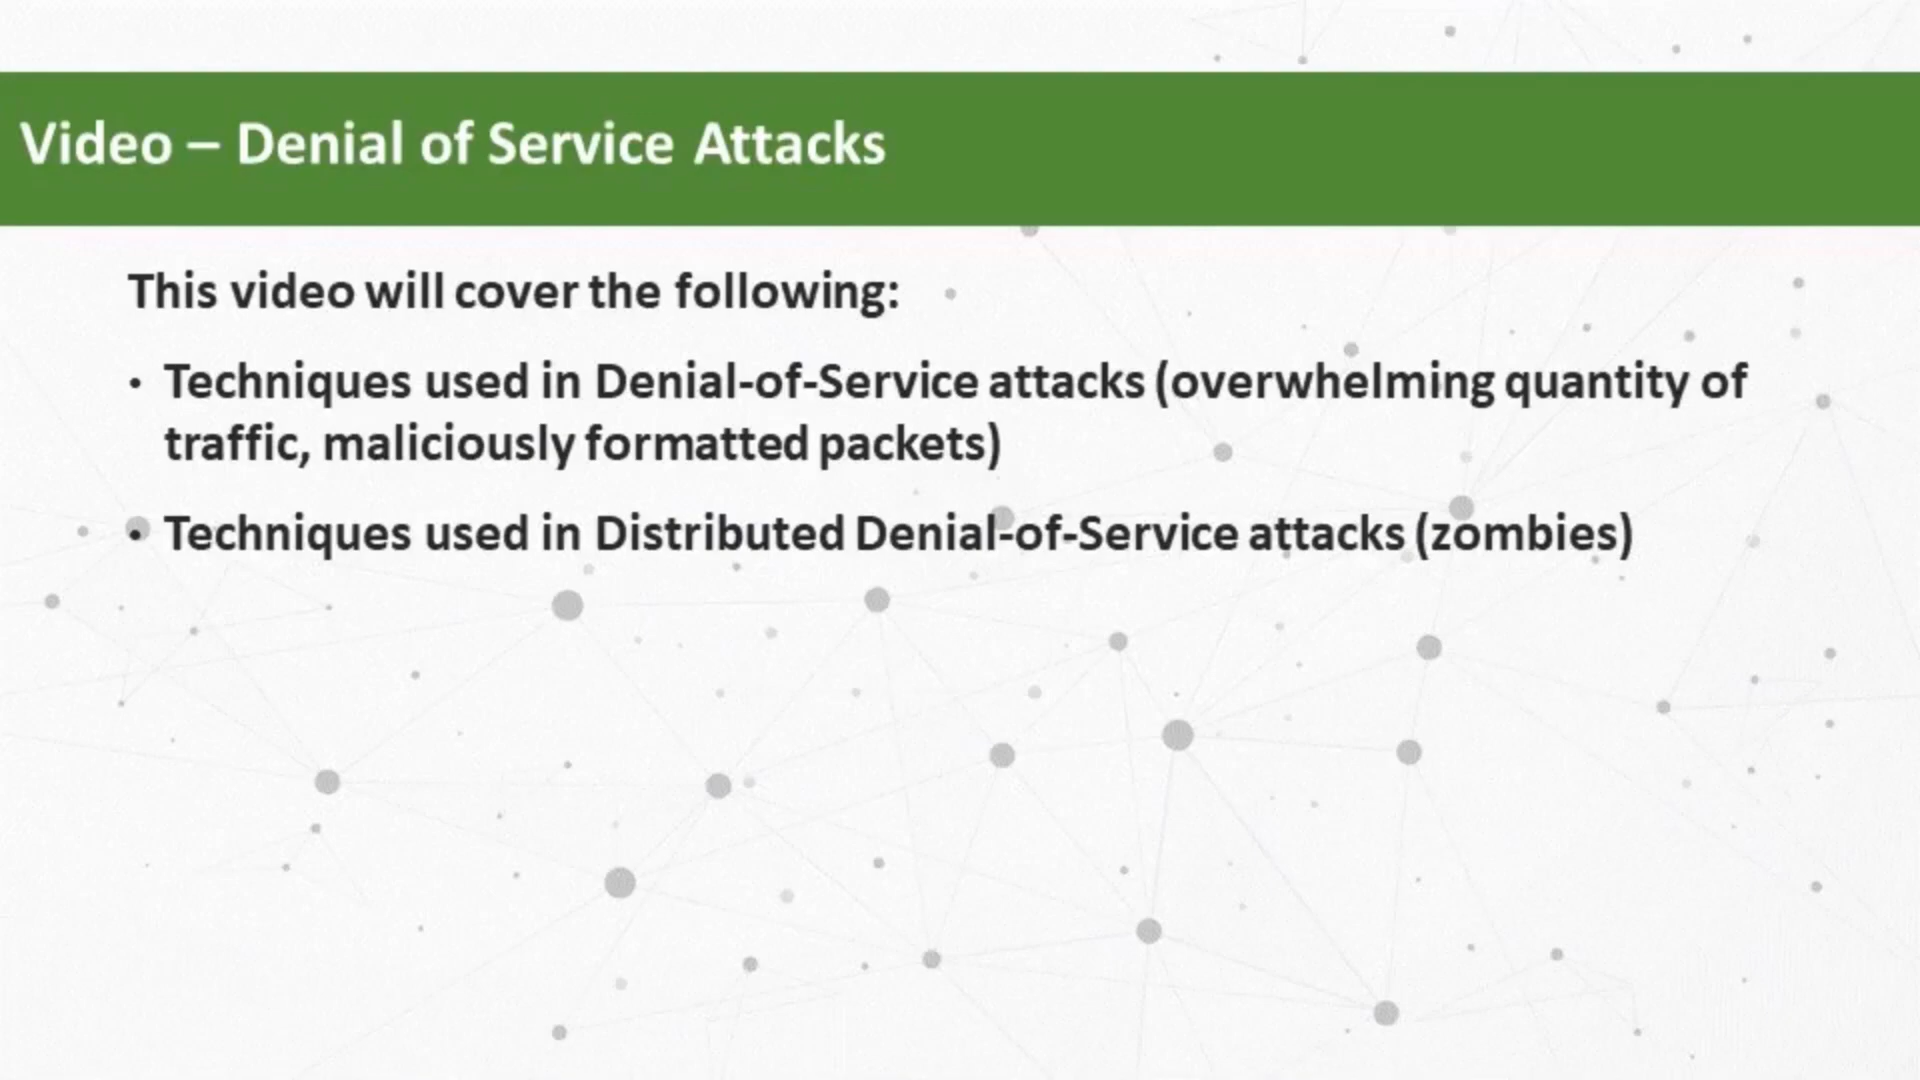 Video – Denial of Service Attacks
This video will cover the following:
• Techniques used in Denial-of-Service attacks (overwhelming quantity of
traffic, maliciously formatted packets)
• Techniques used in Distributed Denial-of-Service attacks (zombies)